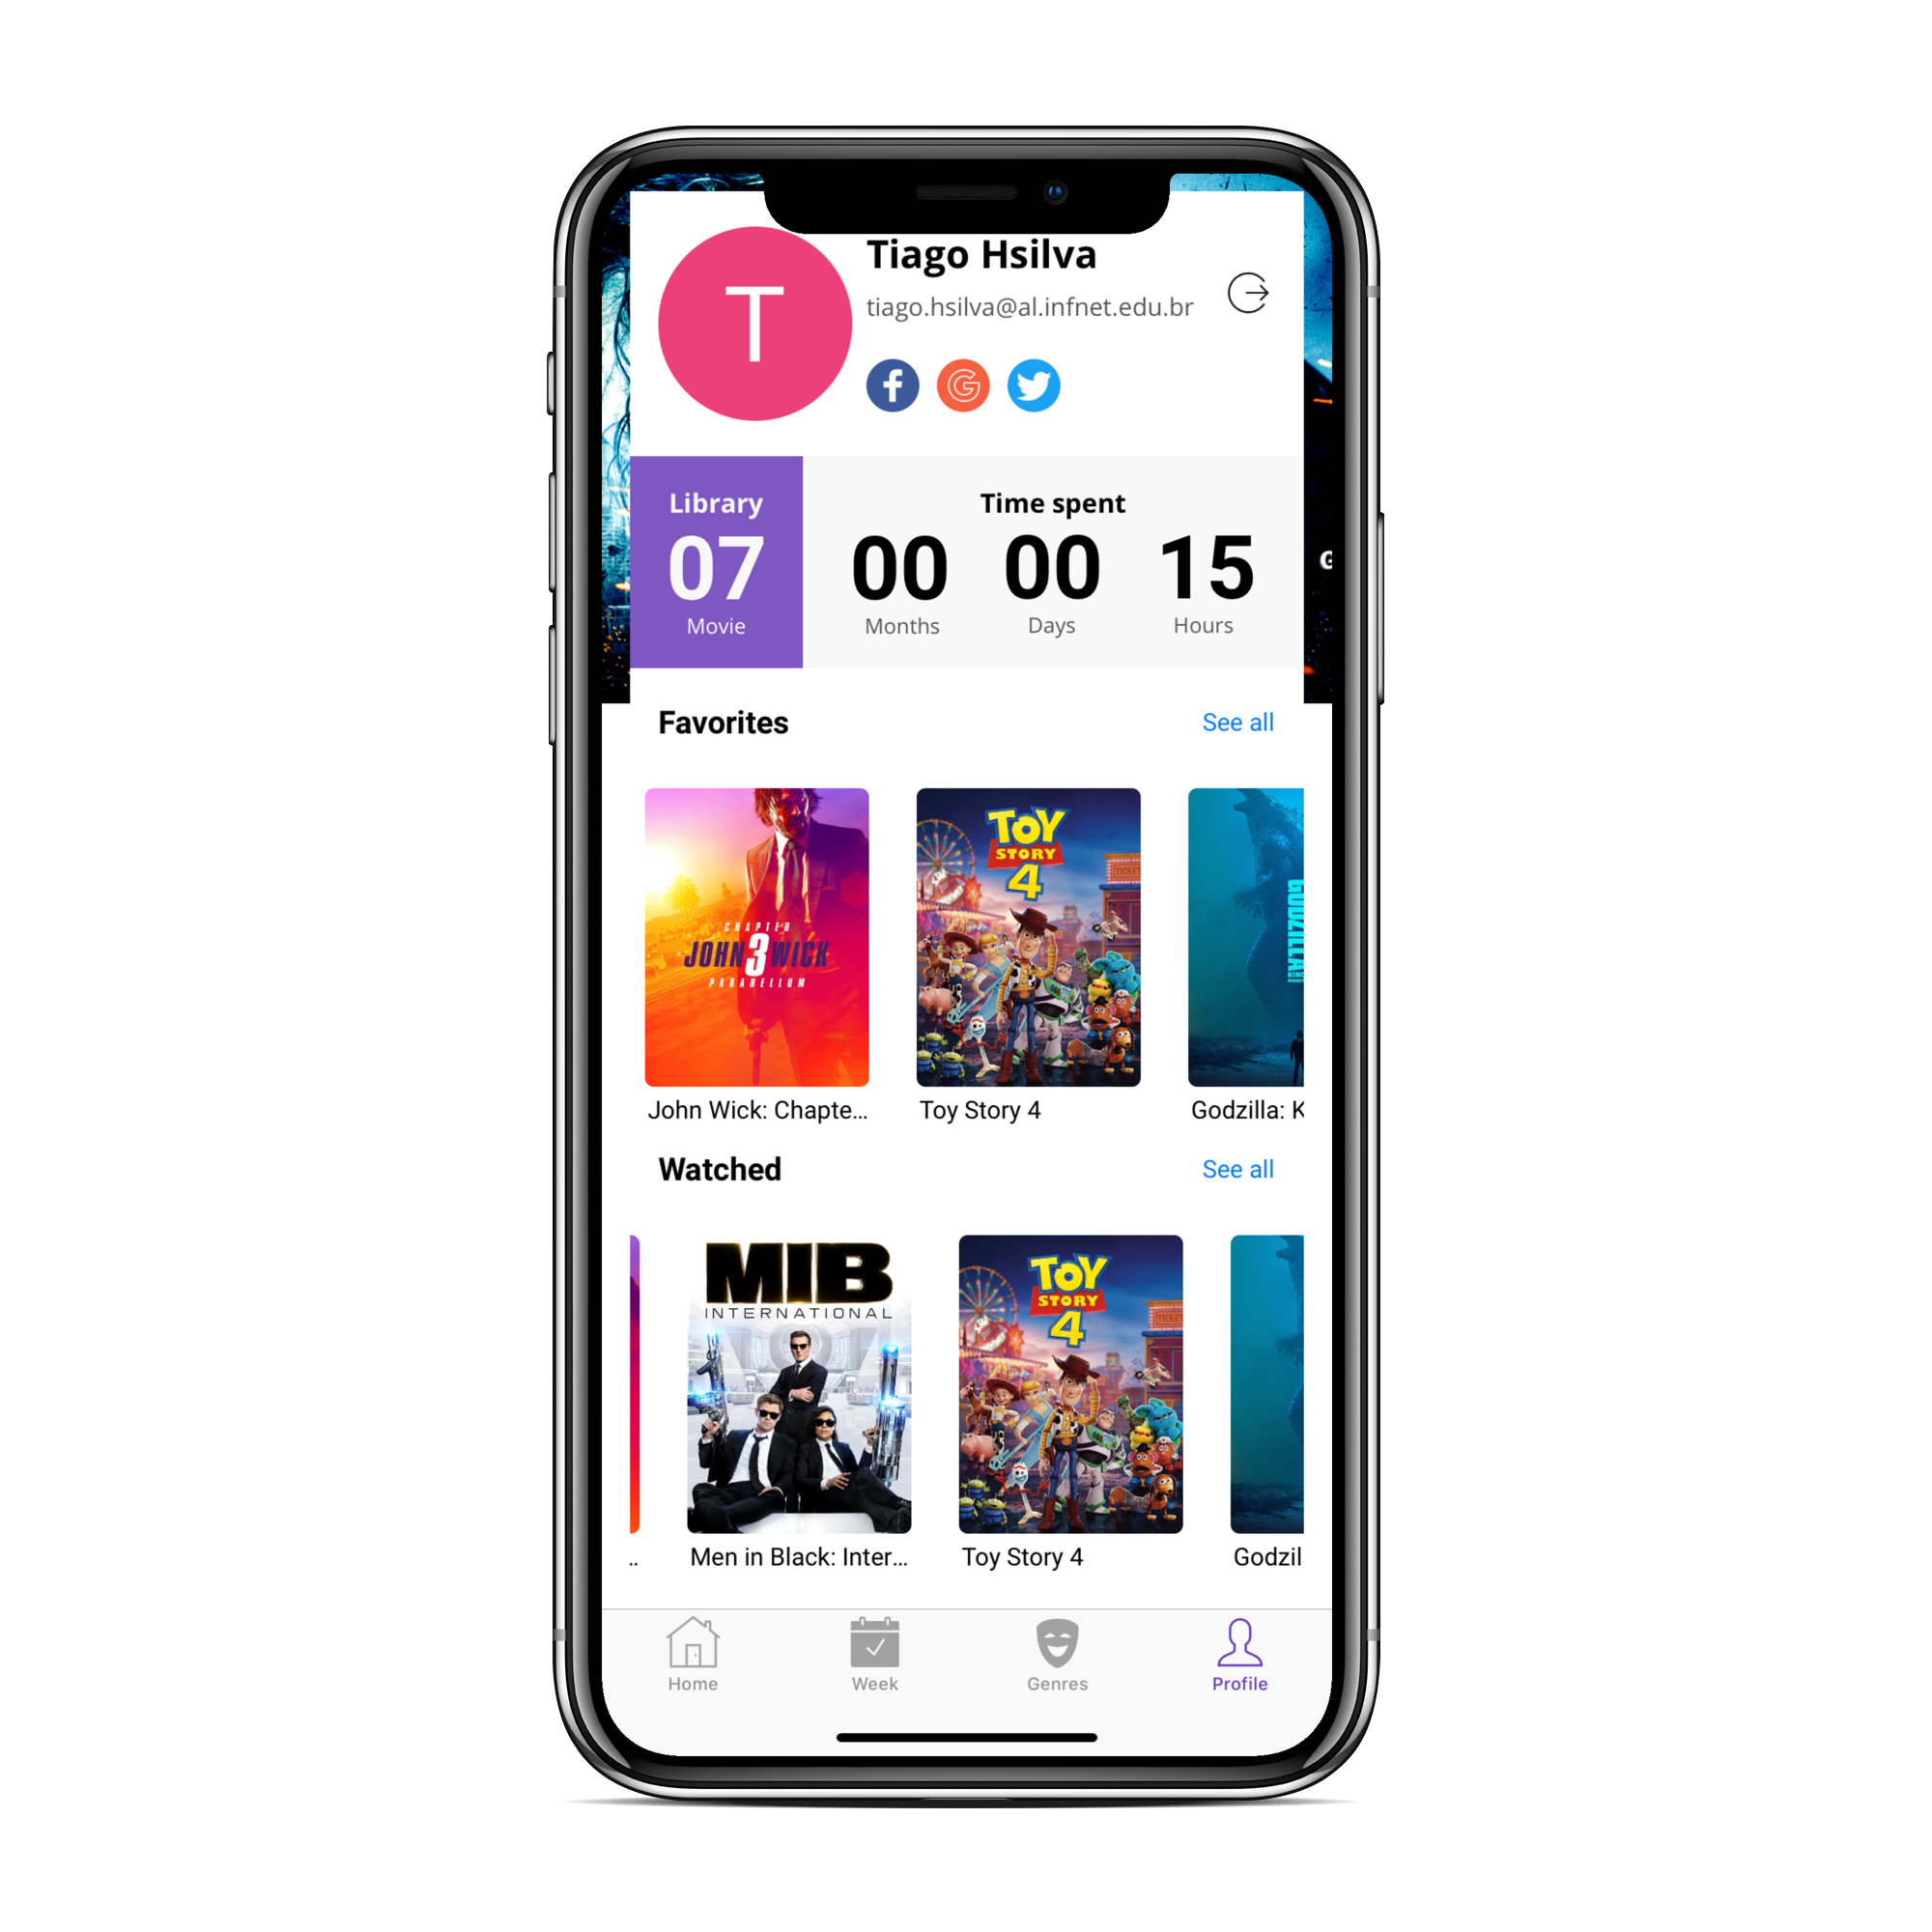 Tiago Hsilva
T
tiago.hsilva@al.infnet.edu.br
Library
Time spent
07
00
00
15
Movie
Months
Days
Hours
G
Favorites
See all
TOY
STORY
4
CHAPTER
JOHN 3 WICK
PARABELLUM
GODZILLA
John Wick: Chapte...
Toy Story 4
Godzilla: K
Watched
See all
MIB
INTERNATIONAL
TOY
STORY
4
..
Men in Black: Inter...
Toy Story 4
Godzil
Home
Week
Genres
Profile